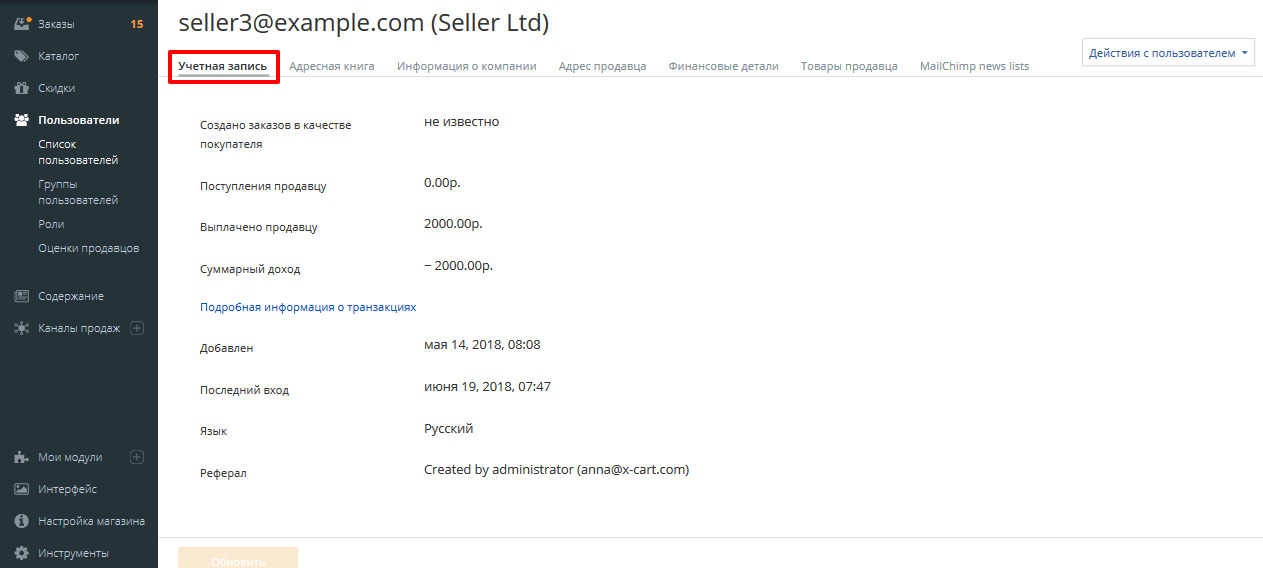 Заказы 15
Каталог
Скидки
Пользователи
Список
пользователей
Группы
пользователей
Роли
Оценки продавцов
Содержание
Каналы продаж
Мои модули
Интерфейс
Настройка магазина
Инструменты
seller3@example.com (Seller Ltd)
Учетная запись Адресная книга Информация о компании Адрес продавца Финансовые детали Товары продавца MailChimp news lists
Действия с пользователем
Создано заказов в качестве
покупателя
не известно
Поступления продавцу 0.00р.
Выплачено продавцу 2000.00р.
Суммарный доход − 2000.00р.
Подробная информация о транзакциях
Добавлен мая 14, 2018, 08:08
Последний вход июня 19, 2018, 07:47
Язык Русский
Реферал Created by administrator (anna@x-cart.com)
Обновить